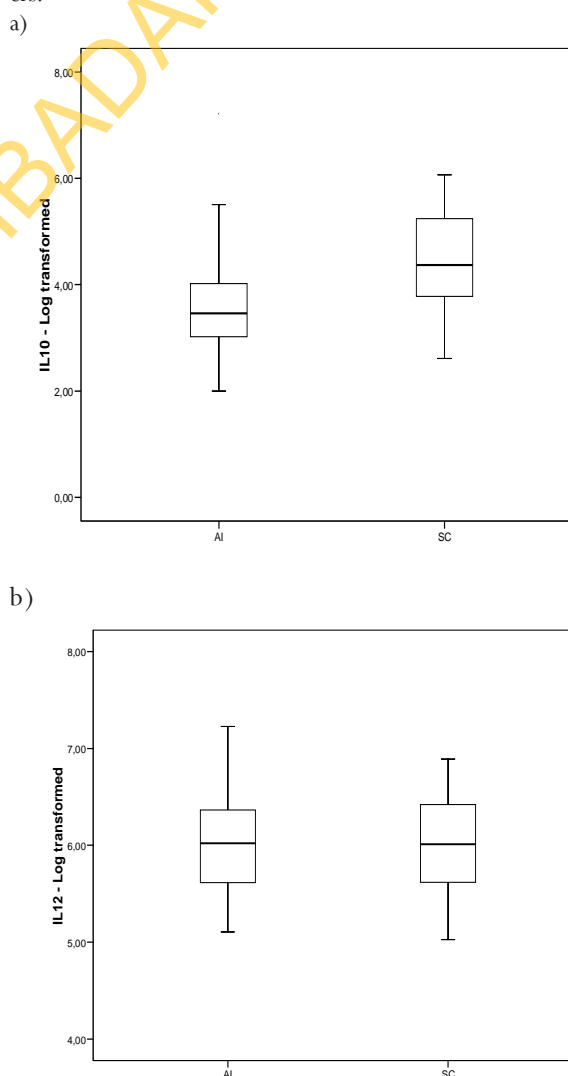 a)
8,00
6,00
4,00
2,00
0,00
IL10 - Log transformed
AI
SC
b)
8,00
7,00
6,00
5,00
4,00
IL12 - Log transformed
AI
SC
IBADAN